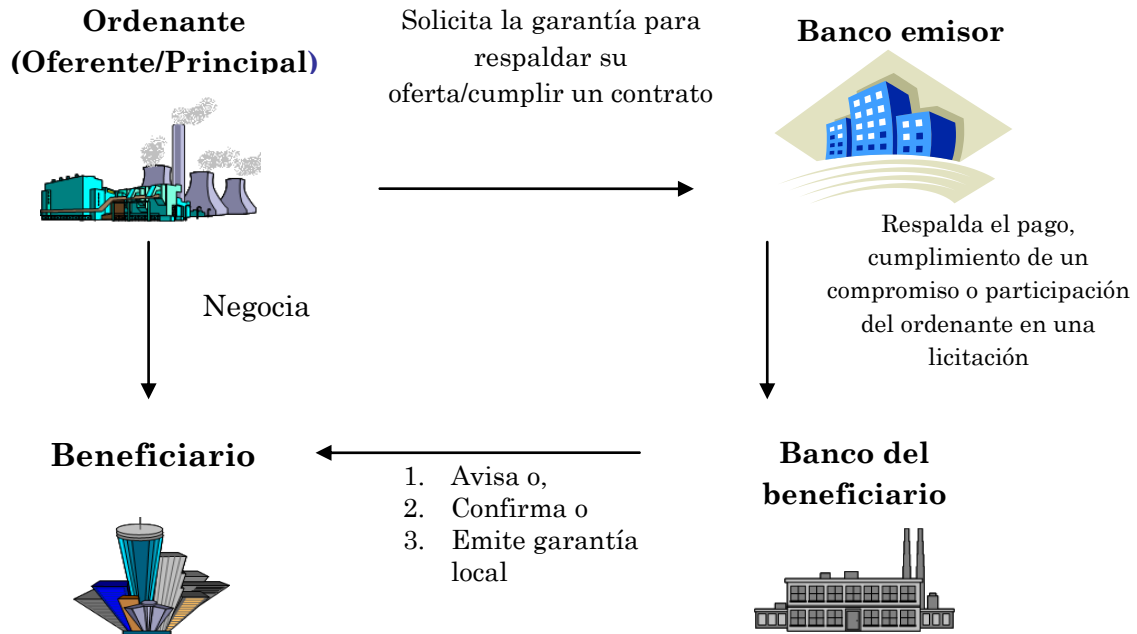 Ordenante
(Oferente/Principal)
Solicita la garantía para
respaldar su
oferta/cumplir un contrato
Banco emisor
Respalda el pago,
cumplimiento de un
compromiso o participación
del ordenante en una
licitación
Negocia
Beneficiario
1. Avisa o,
2. Confirma o
3. Emite garantía
local
Banco del
beneficiario